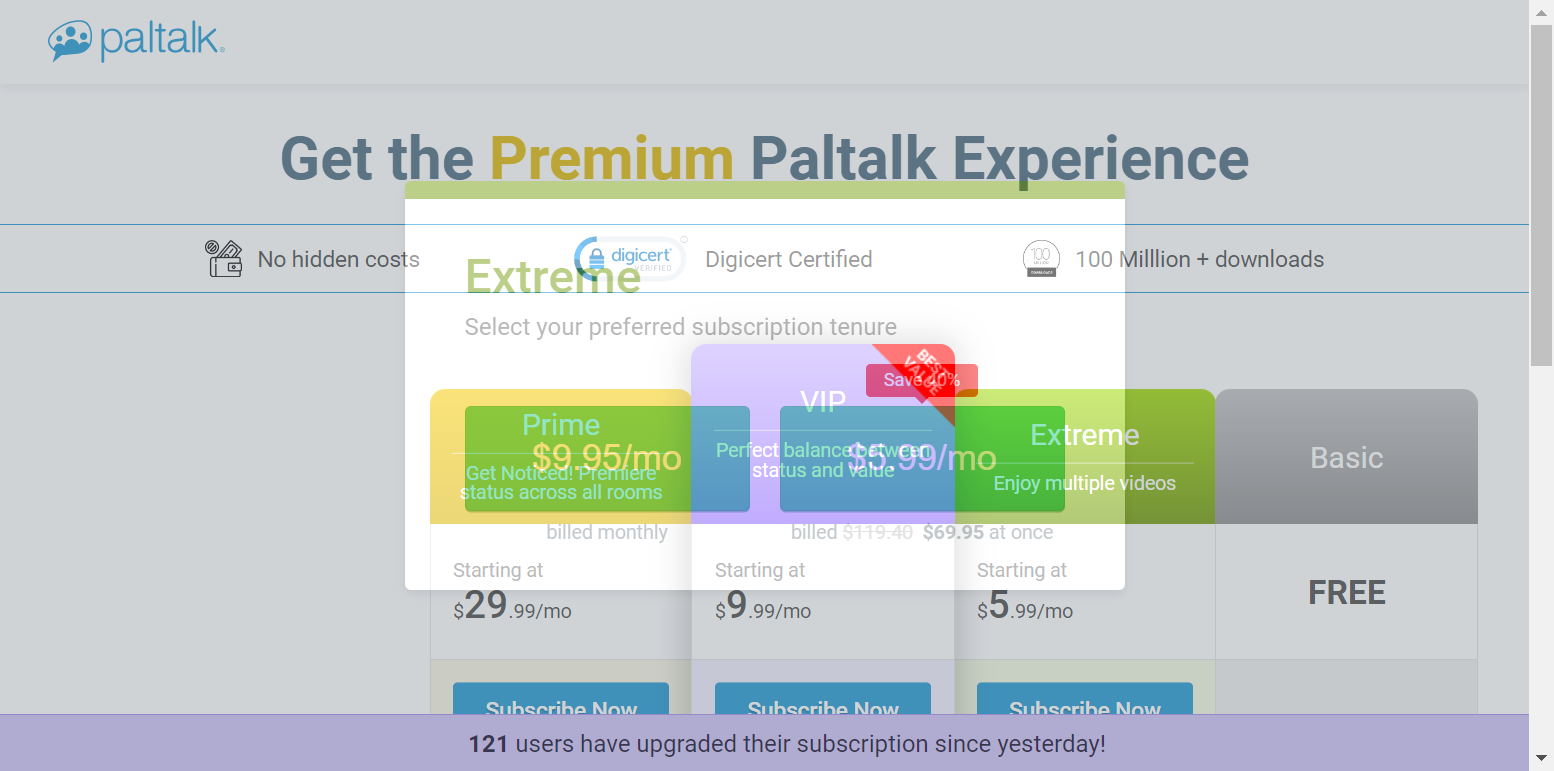 paltalk
Get the Premium Paltalk Experience
No hidden costs
digicert
VERIFIED
Digicert Certified
100
100 Milllion + downloads
Extreme
Select your preferred subscription tenure
BEST VALUE
Save 40%
Prime
VIP
Extreme
Basic
$9.95/mo
$5.99/mo
Get Noticed! Premiere
status across all rooms
Perfect balance between
status and value
Enjoy multiple videos
billed monthly
billed $119.40 $69.95 at once
Starting at
$29.99/mo
Starting at
$9.99/mo
Starting at
$5.99/mo
FREE
Subscribe Now
Subscribe Now
Subscribe Now
121 users have upgraded their subscription since yesterday!